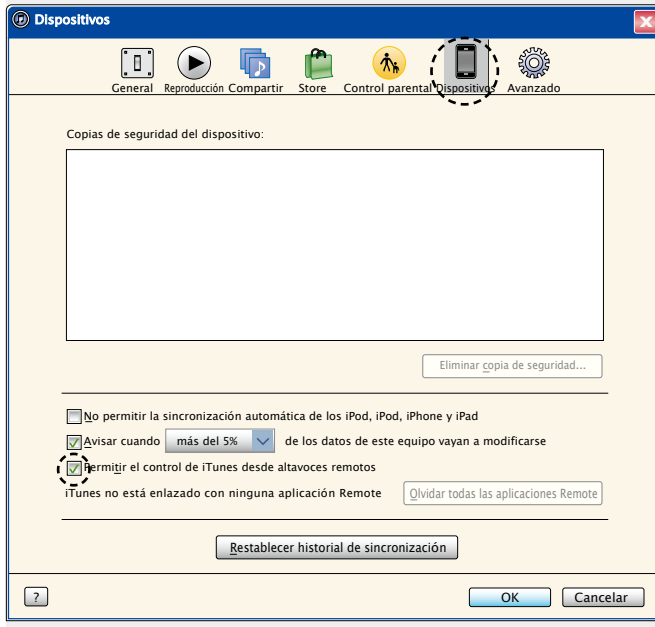 Dispositivos
General Reproducción Compartir Store Control parental Dispositivos Avanzado
Copias de seguridad del dispositivo:
Eliminar copia de seguridad...
No permitir la sincronización automática de los iPod, iPod, iPhone y iPad
Avisar cuando más del 5% de los datos de este equipo vayan a modificarse
Permitir el control de iTunes desde altavoces remotos
iTunes no está enlazado con ninguna aplicación Remote Olvidar todas las aplicaciones Remote
Restablecer historial de sincronización
? OK Cancelar